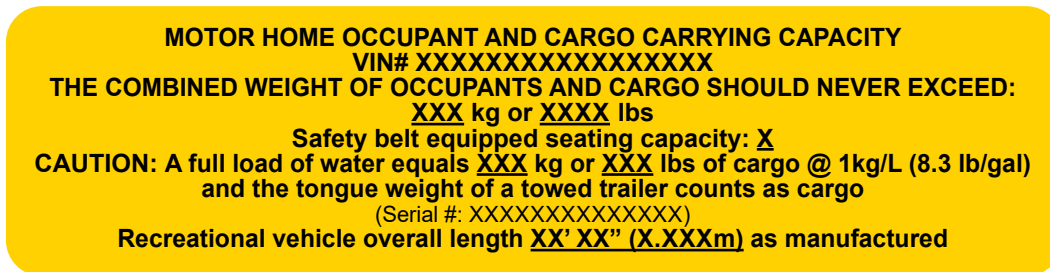 MOTOR HOME OCCUPANT AND CARGO CARRYING CAPACITY
VIN# XXXXXXXXXXXXXXXXX
THE COMBINED WEIGHT OF OCCUPANTS AND CARGO SHOULD NEVER EXCEED:
XXX kg or XXXX lbs
Safety belt equipped seating capacity: X
CAUTION: A full load of water equals XXX kg or XXX lbs of cargo @ 1kg/L (8.3 lb/gal)
and the tongue weight of a towed trailer counts as cargo
(Serial #: XXXXXXXXXXXXXX)
Recreational vehicle overall length XX' XX” (X.XXXm) as manufactured